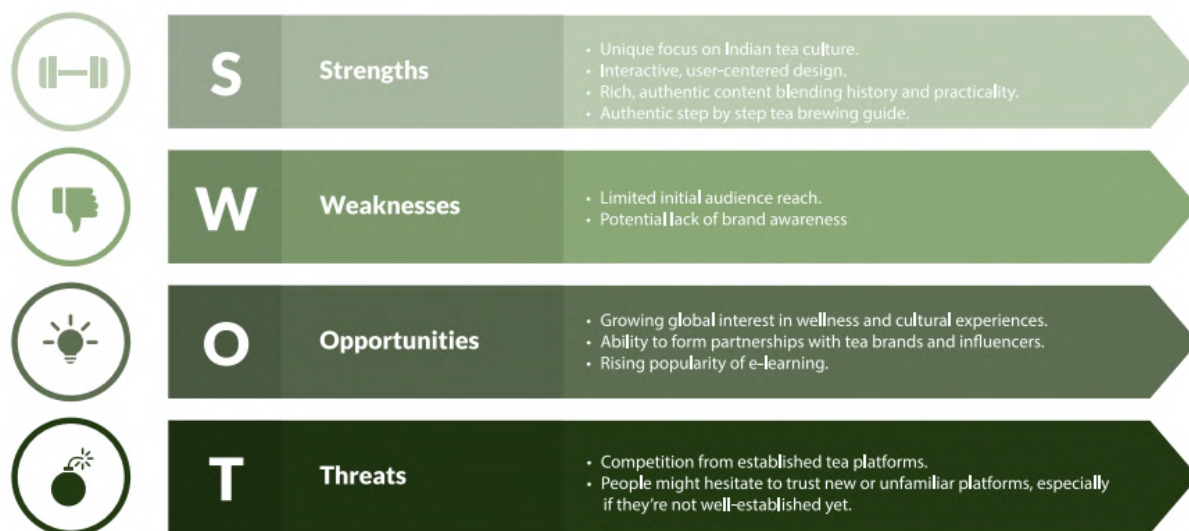 S
Strengths
• Unique focus on Indian tea culture.
• Interactive, user-centered design.
• Rich, authentic content blending history and practicality.
• Authentic step by step tea brewing guide.
W
Weaknesses
• Limited initial audience reach.
• Potential lack of brand awareness
O
Opportunities
• Growing global interest in wellness and cultural experiences.
• Ability to form partnerships with tea brands and influencers.
• Rising popularity of e-learning.
T
Threats
• Competition from established tea platforms.
• People might hesitate to trust new or unfamiliar platforms, especially
if they're not well-established yet.